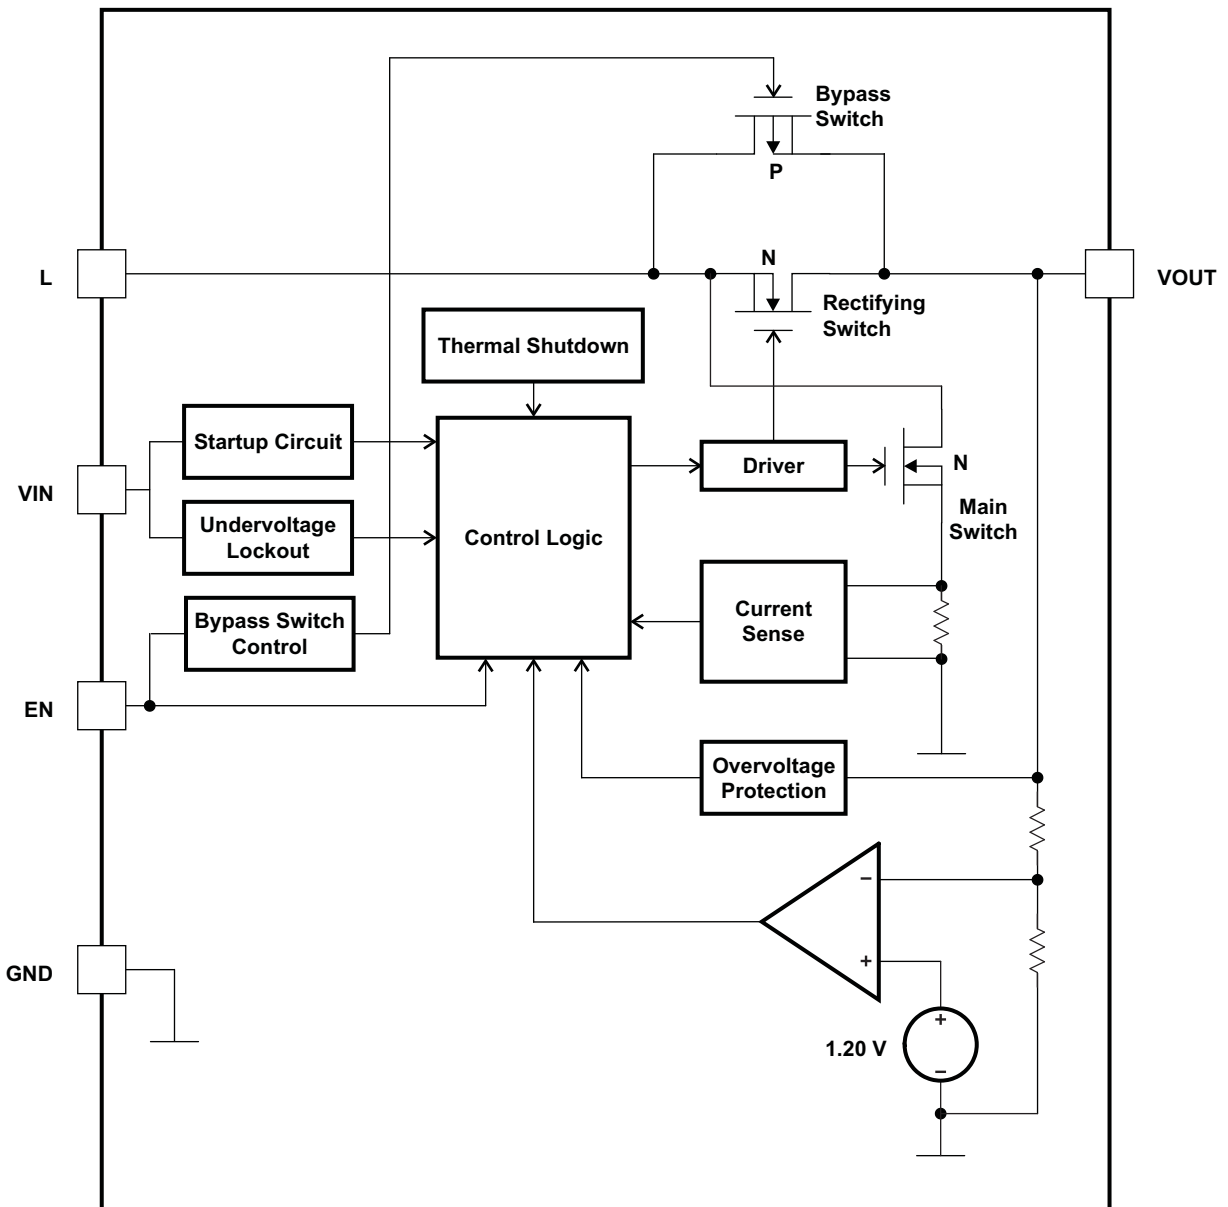 Bypass
Switch
P
L
N
VOUT
Rectifying
Switch
Thermal Shutdown
Startup Circuit
Driver
N
VIN
Main
Switch
Undervoltage
Lockout
Control Logic
Current
Sense
Bypass Switch
Control
EN
Overvoltage
Protection
−
+
GND
1.20 V
+
−